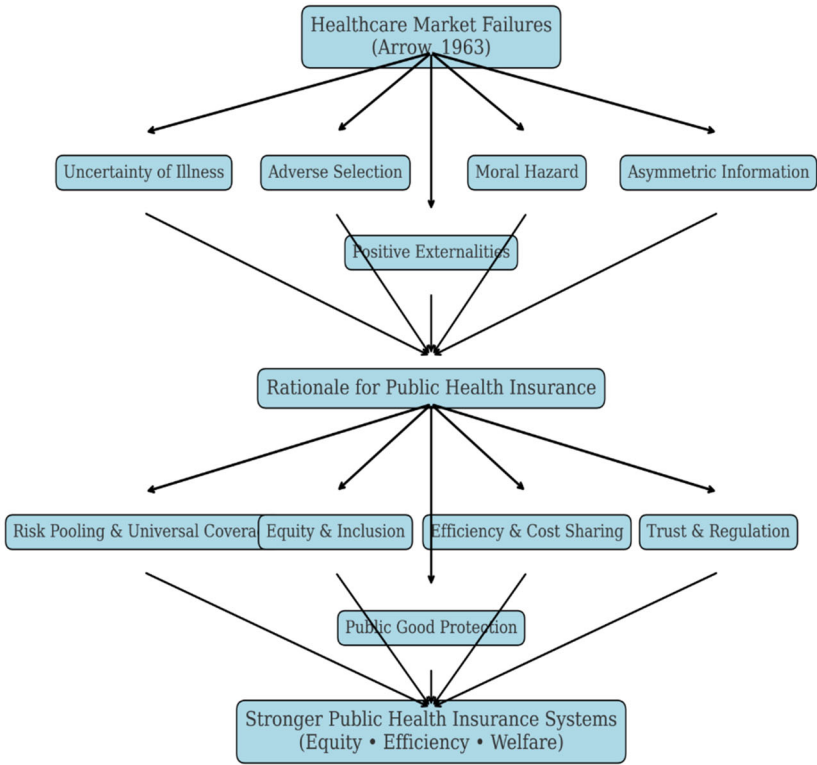 Healthcare Market Failures
(Arrow, 1963)
Uncertainty of Illness
Adverse Selection
Moral Hazard
Asymmetric Information
Positive Externalities
Rationale for Public Health Insurance
Risk Pooling & Universal Covera
Equity & Inclusion
Efficiency & Cost Sharing
Trust & Regulation
Public Good Protection
Stronger Public Health Insurance Systems
(Equity • Efficiency • Welfare)